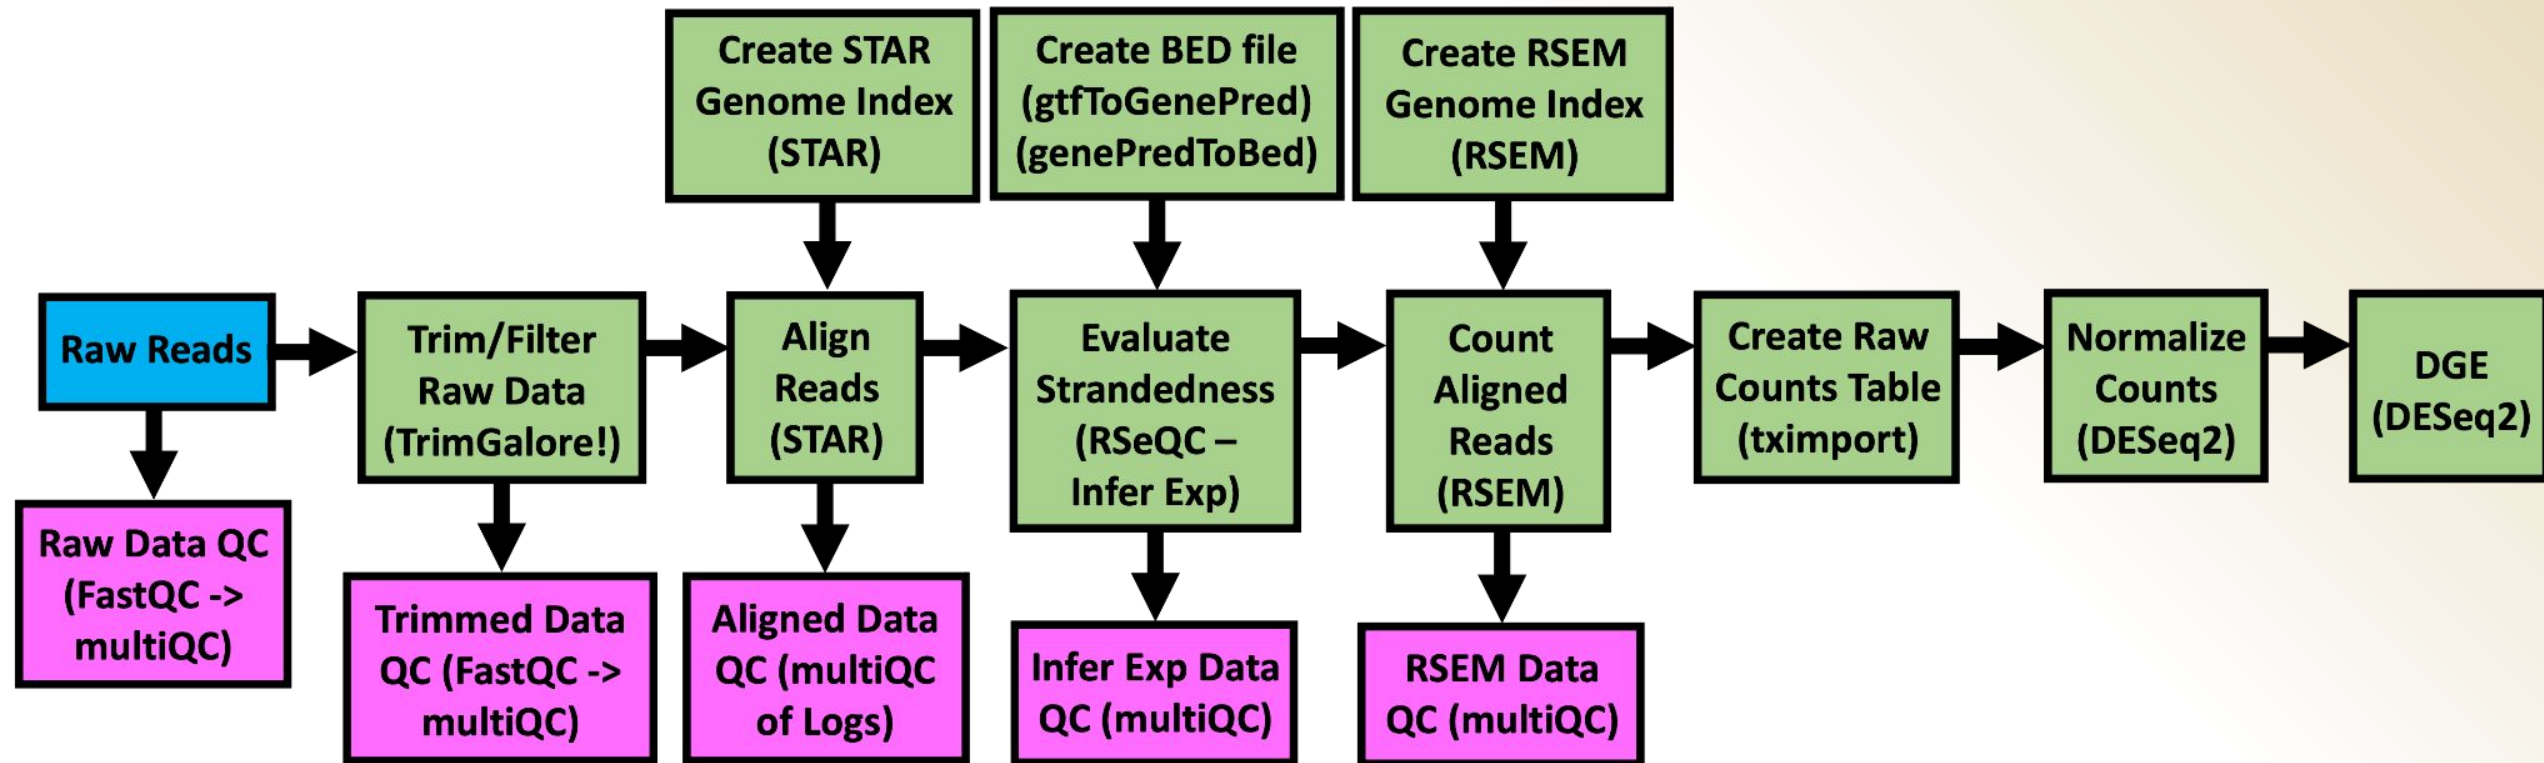 Create STAR
Genome Index
(STAR)
Create BED file
(gtfToGenePred)
(genePredToBed)
Create RSEM
Genome Index
(RSEM)
Raw Reads
Trim/Filter
Raw Data
(TrimGalore!)
Align
Reads
(STAR)
Evaluate
Strandedness
(RSeQC –
Infer Exp)
Count
Aligned
Reads
(RSEM)
Create Raw
Counts Table
(tximport)
Normalize
Counts
(DESeq2)
DGE
(DESeq2)
Raw Data QC
(FastQC ->
multiQC)
Trimmed Data
QC (FastQC ->
multiQC)
Aligned Data
QC (multiQC
of Logs)
Infer Exp Data
QC (multiQC)
RSEM Data
QC (multiQC)